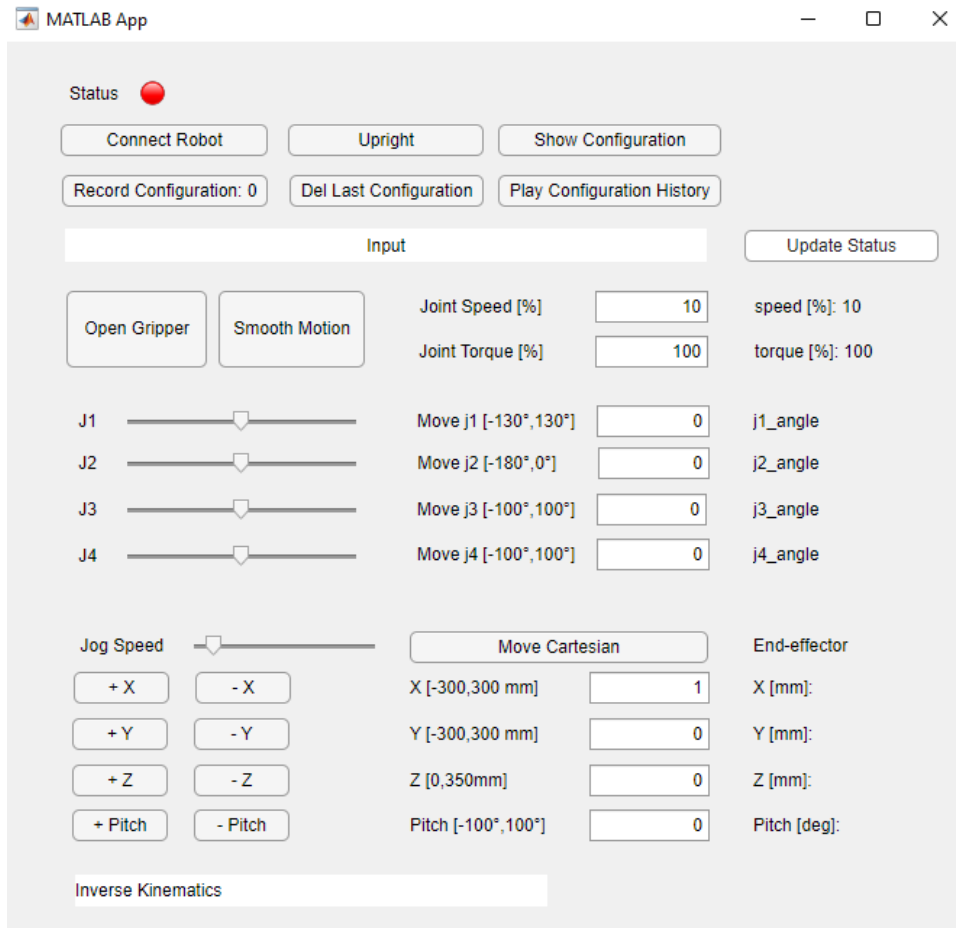 MATLAB App
Status
Connect Robot Upright Show Configuration
Record Configuration: 0 Del Last Configuration Play Configuration History
Input Update Status
Open Gripper Smooth Motion Joint Speed [%] 10 speed [%]: 10
Joint Torque [%] 100 torque [%]: 100
J1 Move j1 [-130°,130°] 0 j1_angle
J2 Move j2 [-180°,0°] 0 j2_angle
J3 Move j3 [-100°,100°] 0 j3_angle
J4 Move j4 [-100°,100°] 0 j4_angle
Jog Speed Move Cartesian End-effector
+ X - X X [-300,300 mm] 1 X [mm]:
+ Y - Y Y [-300,300 mm] 0 Y [mm]:
+ Z - Z Z [0,350mm] 0 Z [mm]:
+ Pitch - Pitch Pitch [-100°,100°] 0 Pitch [deg]:
Inverse Kinematics